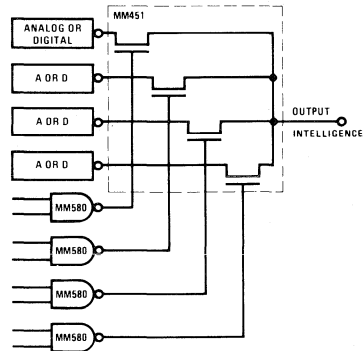 MM451
ANALOG OR
DIGITAL
A OR D
A OR D
A OR D
OUTPUT
INTELLIGENCE
MM580
MM580
MM580
MM580